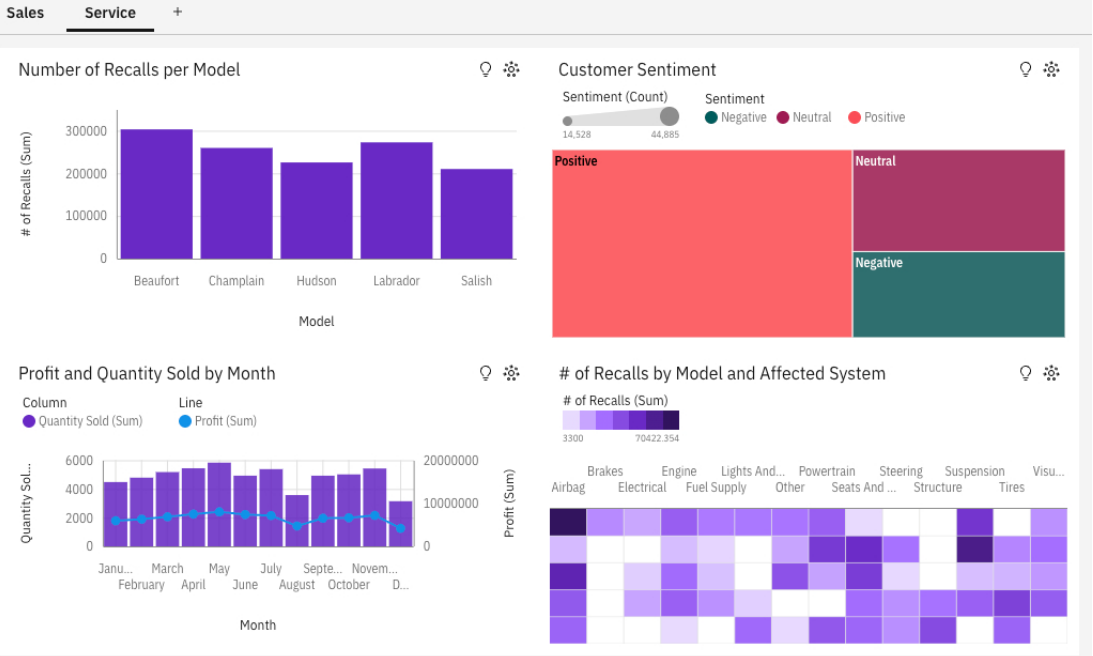 Sales Service +
Number of Recalls per Model
# of Recalls (Sum)
300000
200000
100000
0
Beaufort Champlain Hudson Labrador Salish
Model
Customer Sentiment
Sentiment (Count)
14,528 44,885
Sentiment
Negative Neutral Positive
Positive
Neutral
Negative
Profit and Quantity Sold by Month
Column
Quantity Sold (Sum)
Line
Profit (Sum)
Quantity Sol...
6000
4000
2000
0
20000000
10000000
0
Profit (Sum)
Janu... March May July Septe... Novem...
February April June August October D...
Month
# of Recalls by Model and Affected System
# of Recalls (Sum)
3300 70422.354
Brakes Engine Lights And... Powertrain Steering Suspension Visu...
Airbag Electrical Fuel Supply Other Seats And ... Structure Tires